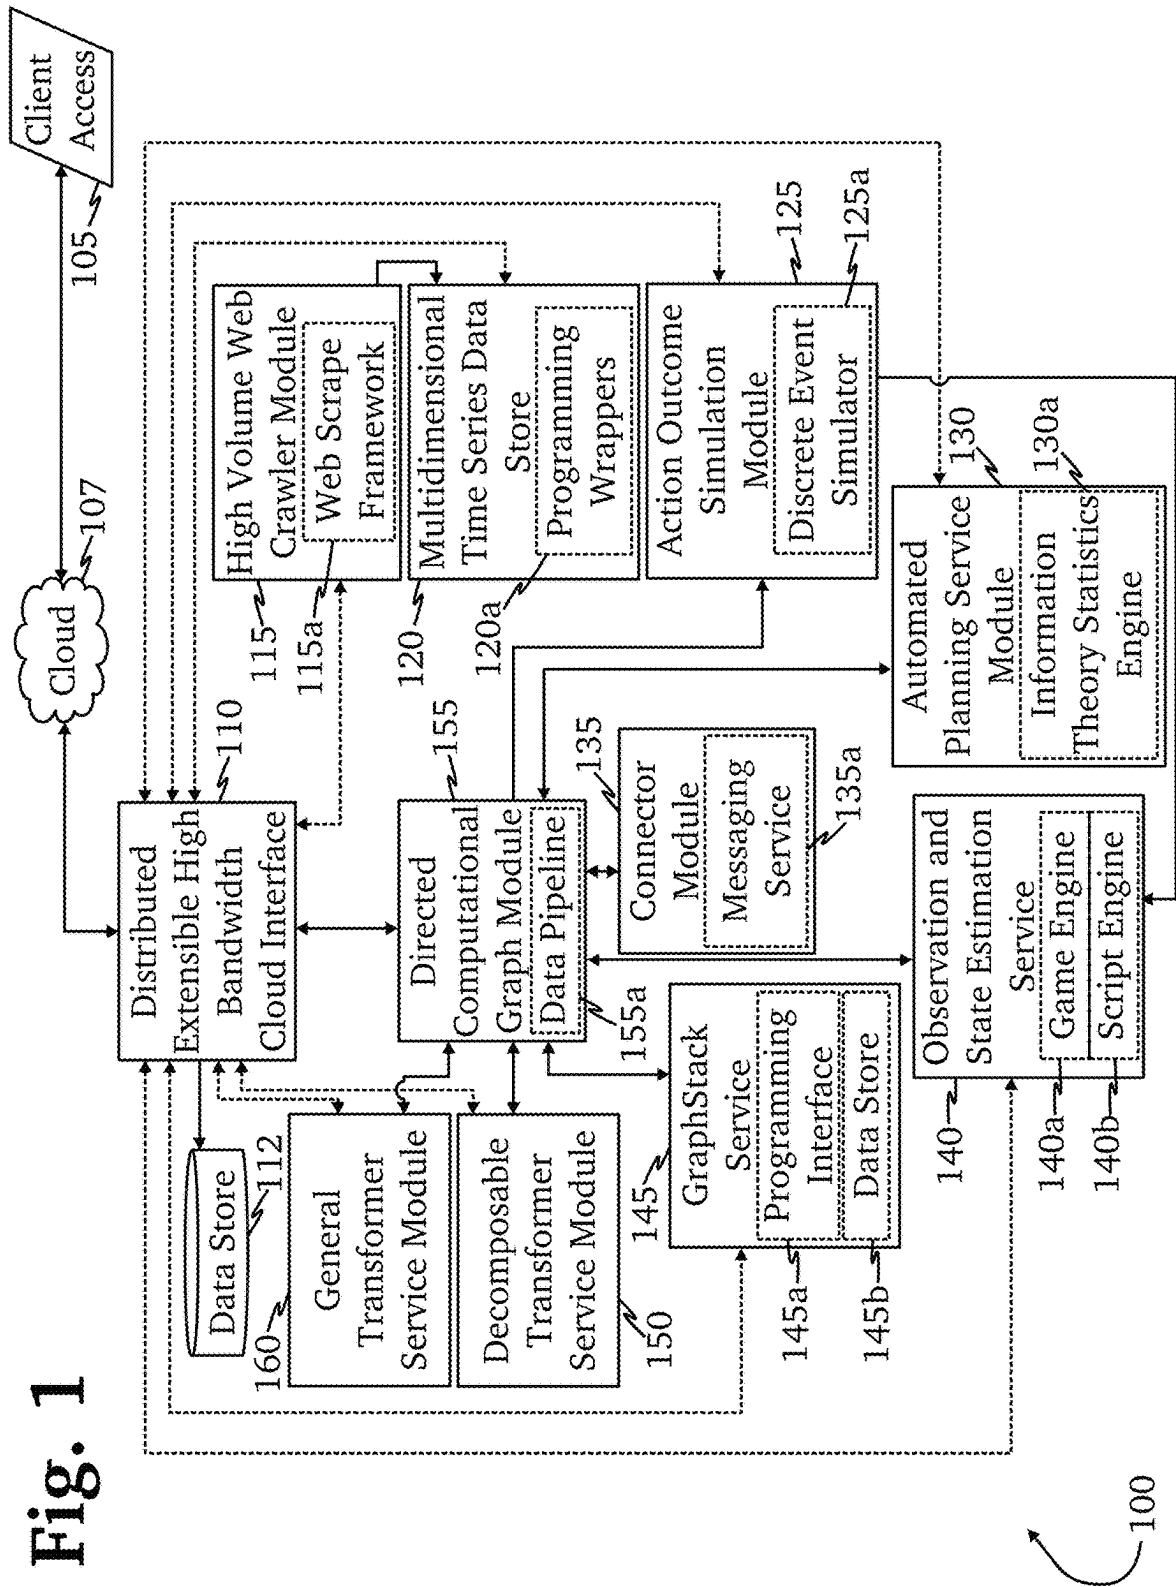 Fig. 1
Client
Access
105
Cloud
107
Distributed
Extensible High
Bandwidth
Cloud Interface
110
Data Store
112
High Volume Web
Crawler Module
Web Scrape
Framework
115
115a
Multidimensional
Time Series Data
Store
Programming
Wrappers
120
120a
Action Outcome
Simulation
Module
Discrete Event
Simulator
125
125a
General
Transformer
Service Module
160
Decomposable
Transformer
Service Module
150
Directed
Computational
Graph Module
Data Pipeline
155
155a
Connector
Module
Messaging
Service
135
135a
GraphStack
Service
Programming
Interface
Data Store
145
145a
145b
Automated
Planning Service
Module
Information
Theory Statistics
Engine
130
130a
Observation and
State Estimation
Service
Game Engine
Script Engine
140
140a
140b
100